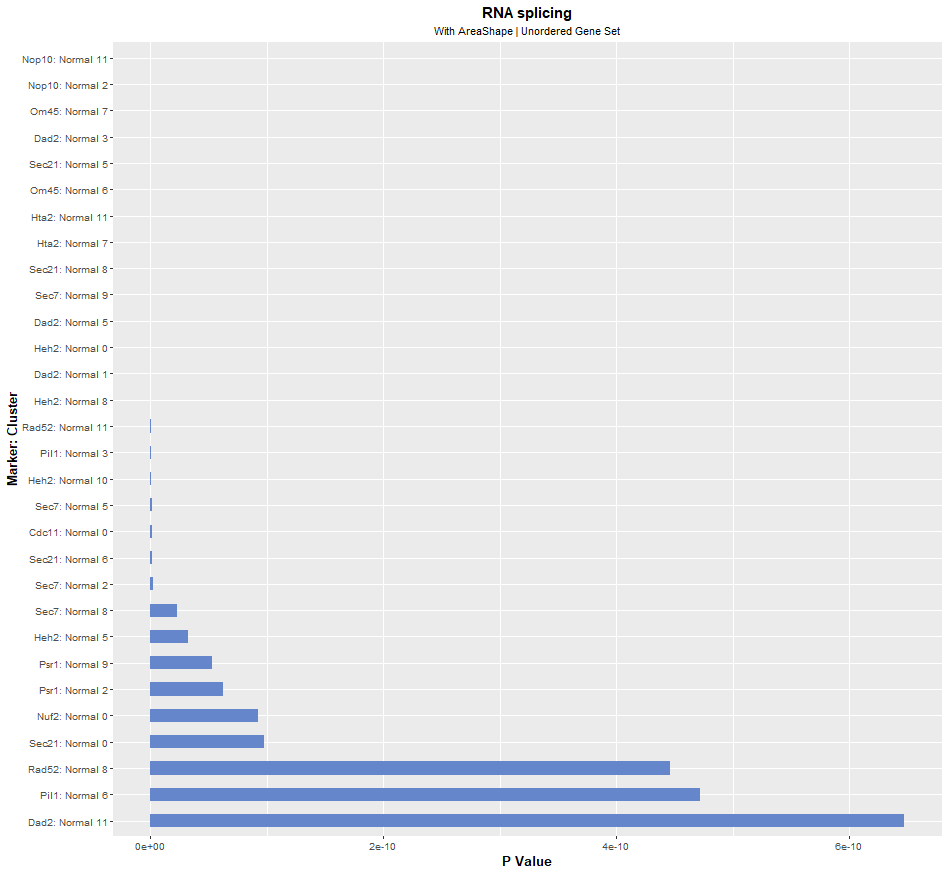 RNA splicing
With AreaShape | Unordered Gene Set
Marker: Cluster
Nop10: Normal 11
Nop10: Normal 2
Om45: Normal 7
Dad2: Normal 3
Sec21: Normal 5
Om45: Normal 6
Hta2: Normal 11
Hta2: Normal 7
Sec21: Normal 8
Sec7: Normal 9
Dad2: Normal 5
Heh2: Normal 0
Dad2: Normal 1
Heh2: Normal 8
Rad52: Normal 11
Pil1: Normal 3
Heh2: Normal 10
Sec7: Normal 5
Cdc11: Normal 0
Sec21: Normal 6
Sec7: Normal 2
Sec7: Normal 8
Heh2: Normal 5
Psr1: Normal 9
Psr1: Normal 2
Nuf2: Normal 0
Sec21: Normal 0
Rad52: Normal 8
Pil1: Normal 6
Dad2: Normal 11
0e+00 2e-10 4e-10 6e-10
P Value